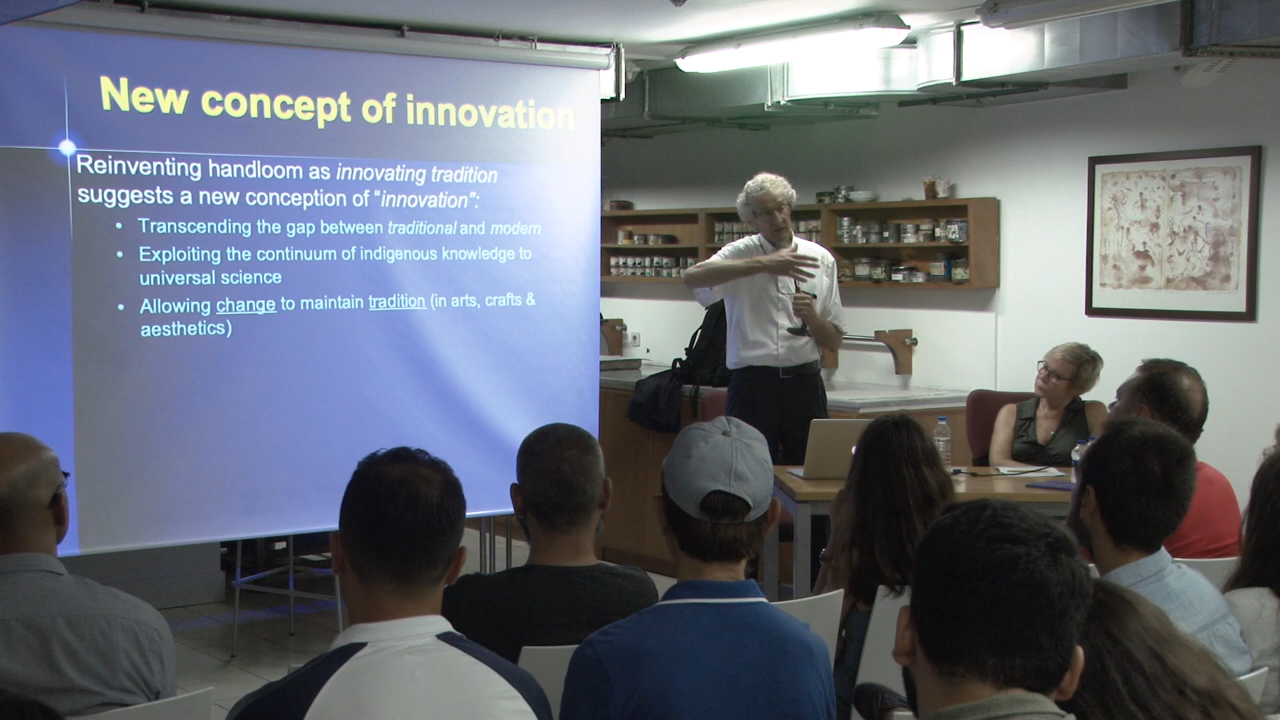 New concept of innovation
Reinventing handloom as innovating tradition
suggests a new conception of "innovation":
• Transcending the gap between traditional and modern
• Exploiting the continuum of indigenous knowledge to
universal science
• Allowing change to maintain tradition (in arts, crafts &
aesthetics)